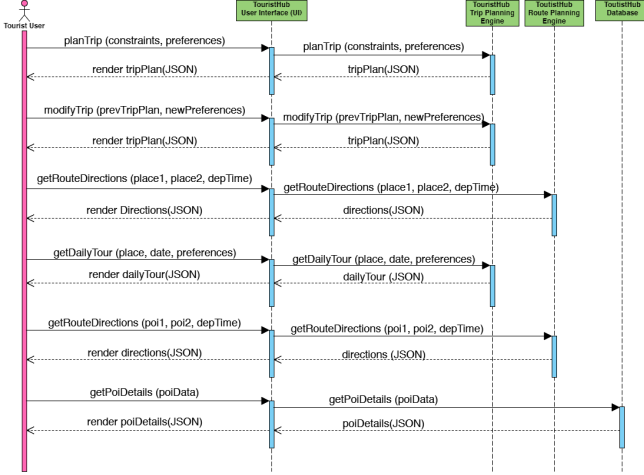 TouristHub
User Interface (UI)
TouristHub
Trip Planning
Engine
TouristHub
Route Planning
Engine
TouristHub
Database
Tourist User
planTrip (constraints, preferences)
planTrip (constraints, preferences)
render tripPlan(JSON)
tripPlan(JSON)
modifyTrip (prevTripPlan, newPreferences)
modifyTrip (prevTripPlan, newPreferences)
render tripPlan(JSON)
tripPlan(JSON)
getRouteDirections (place1, place2, depTime)
getRouteDirections (place1, place2, depTime)
render Directions(JSON)
directions(JSON)
getDailyTour (place, date, preferences)
getDailyTour (place, date, preferences)
render dailyTour(JSON)
dailyTour (JSON)
getRouteDirections (poi1, poi2, depTime)
getRouteDirections (poi1, poi2, depTime)
render directions(JSON)
directions (JSON)
getPoiDetails (poiData)
getPoiDetails (poiData)
render poiDetails(JSON)
poiDetails(JSON)